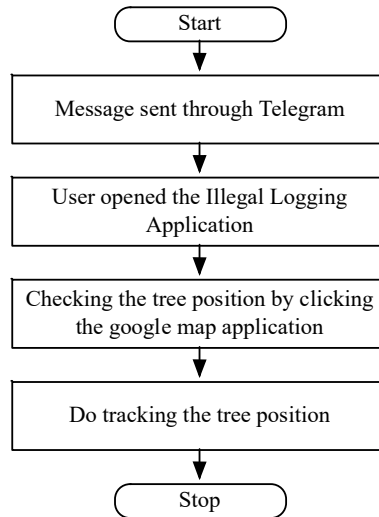 Start
Message sent through Telegram
User opened the Illegal Logging
Application
Checking the tree position by clicking
the google map application
Do tracking the tree position
Stop